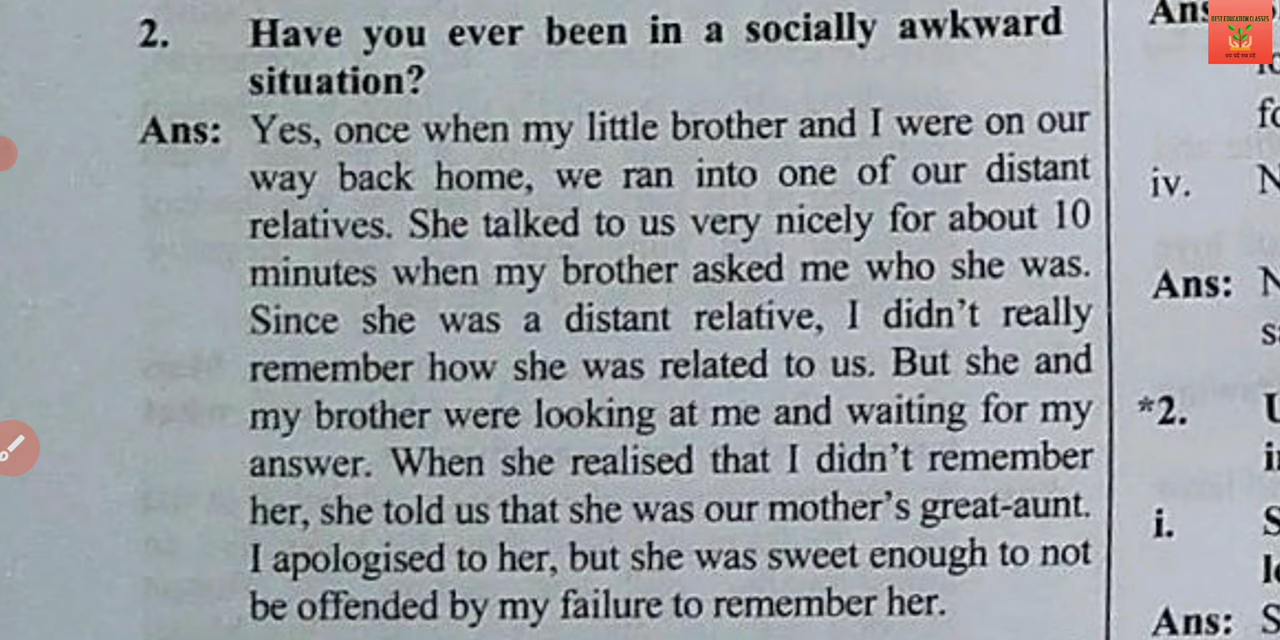 2. Have you ever been in a socially awkward
situation?
Ans: Yes, once when my little brother and I were on our
way back home, we ran into one of our distant
relatives. She talked to us very nicely for about 10
minutes when my brother asked me who she was.
Since she was a distant relative, I didn't really
remember how she was related to us. But she and
my brother were looking at me and waiting for my
answer. When she realised that I didn't remember
her, she told us that she was our mother's great-aunt.
I apologised to her, but she was sweet enough to not
be offended by my failure to remember her.
Ans
iv.
Ans:
*2.
i.
Ans:
BEST EDUCATION CLASSES